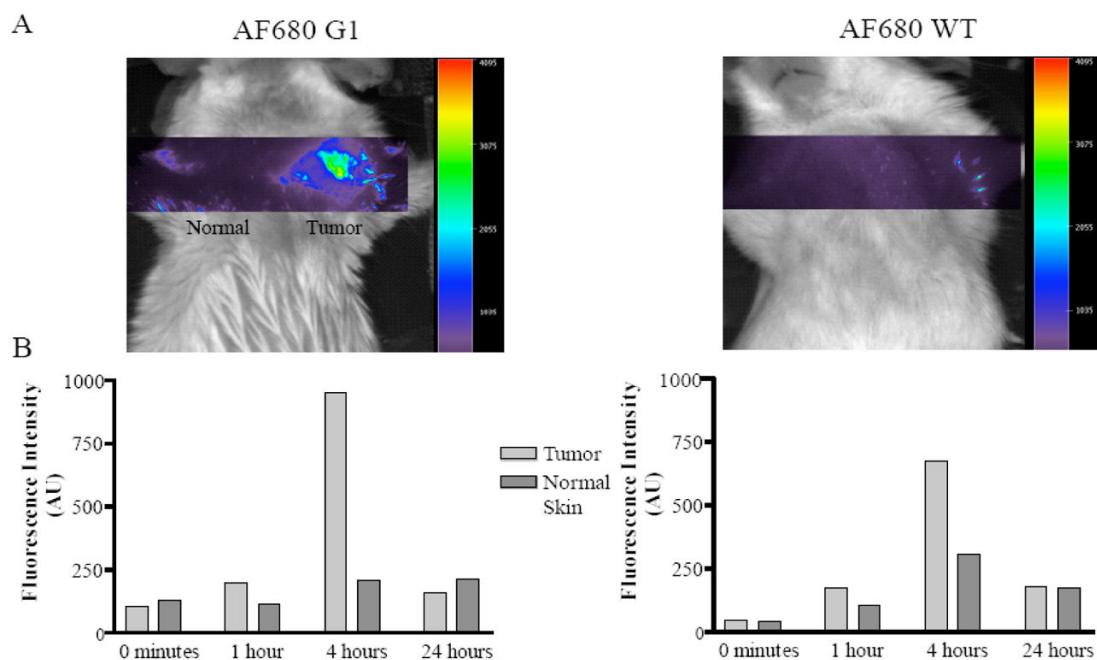 A
AF680 G1
AF680 WT
4095
3075
2055
1035
Normal
Tumor
4095
3075
2055
1035
B
Fluorescence Intensity
(AU)
1000
750
500
250
0
0 minutes
1 hour
4 hours
24 hours
Tumor
Normal
Skin
Fluorescence Intensity
(AU)
1000
750
500
250
0
0 minutes
1 hour
4 hours
24 hours